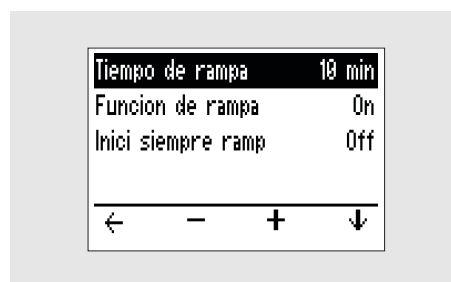 Tiempo de rampa 10 min
Funcion de rampa On
Inici siempre ramp Off
← − + ↓